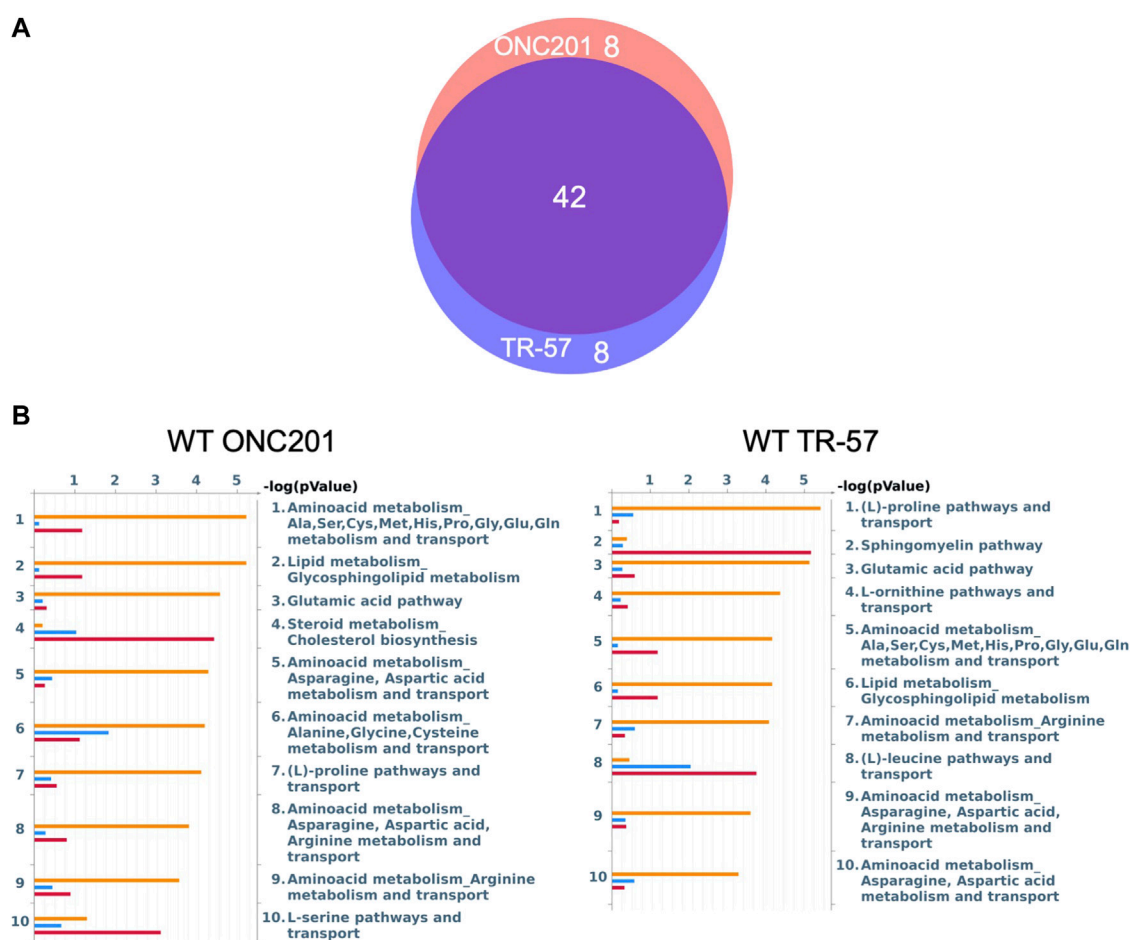 A
ONC201 8
42
TR-57 8
B
WT ONC201
1 2 3 4 5
-log(pValue)
1
2
3
4
5
6
7
8
9
10
1. Aminoacid metabolism_
Ala,Ser,Cys,Met,His,Pro,Gly,Glu,Gln
metabolism and transport
2. Lipid metabolism_
Glycosphingolipid metabolism
3. Glutamic acid pathway
4. Steroid metabolism_
Cholesterol biosynthesis
5. Aminoacid metabolism_
Asparagine, Aspartic acid
metabolism and transport
6. Aminoacid metabolism_
Alanine,Glycine,Cysteine
metabolism and transport
7. (L)-proline pathways and
transport
8. Aminoacid metabolism_
Asparagine, Aspartic acid,
Arginine metabolism and
transport
9. Aminoacid metabolism_Arginine
metabolism and transport
10. L-serine pathways and
transport
WT TR-57
1 2 3 4 5
-log(pValue)
1
2
3
4
5
6
7
8
9
10
1. (L)-proline pathways and
transport
2. Sphingomyelin pathway
3. Glutamic acid pathway
4. L-ornithine pathways and
transport
5. Aminoacid metabolism_
Ala,Ser,Cys,Met,His,Pro,Gly,Glu,Gln
metabolism and transport
6. Lipid metabolism_
Glycosphingolipid metabolism
7. Aminoacid metabolism_Arginine
metabolism and transport
8. (L)-leucine pathways and
transport
9. Aminoacid metabolism_
Asparagine, Aspartic acid,
Arginine metabolism and
transport
10. Aminoacid metabolism_
Asparagine, Aspartic acid
metabolism and transport